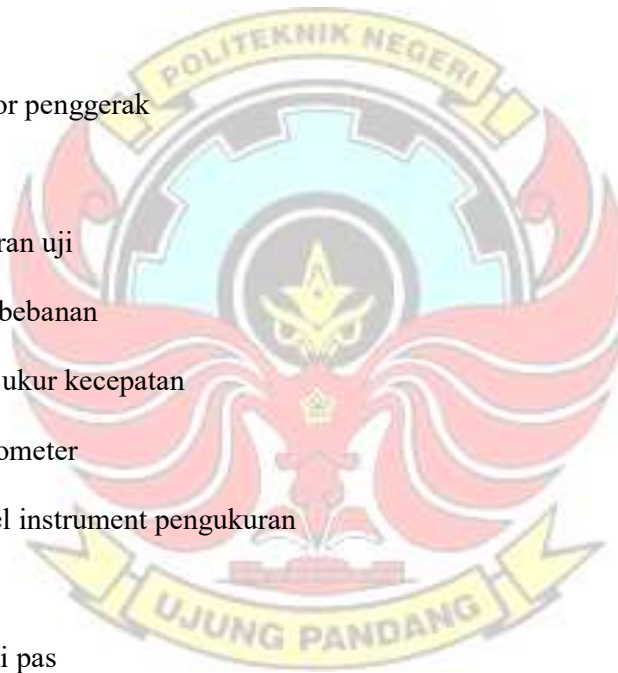 POLITEKNIK NEGERI
or penggerak
ran uji
bebanan
ukur kecepatan
ometer
el instrument pengukuran
UJUNG PANDANG
i pas